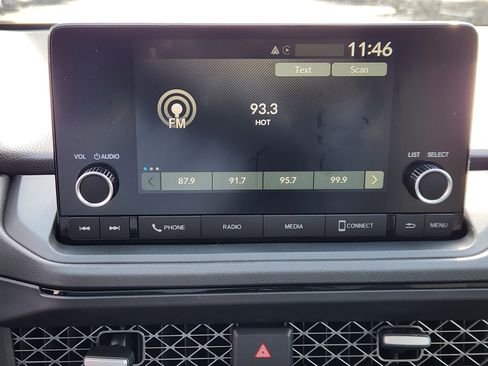 11:46
Text Scan
93.3
HOT
FM
VOL AUDIO
LIST SELECT
87.9 91.7 95.7 99.9
PHONE RADIO MEDIA CONNECT MENU